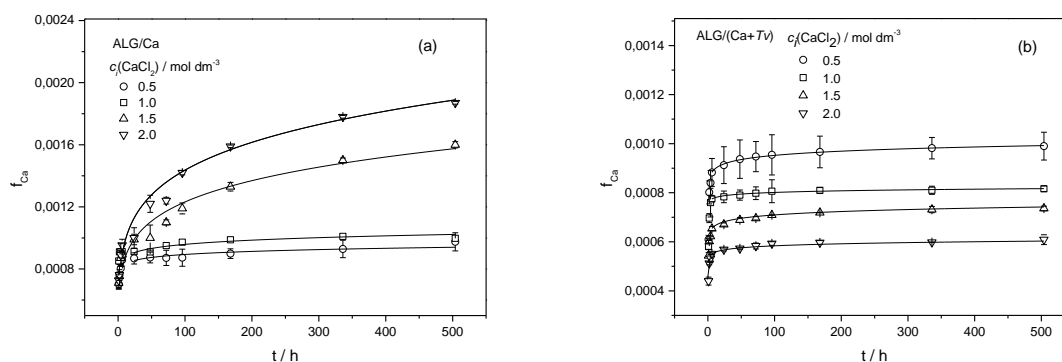 0,0024
0,0020
0,0016
0,0012
0,0008
f_Ca
ALG/Ca
(a)
c_i(CaCl_2) / mol dm^-3
0.5
1.0
1.5
2.0
0 100 200 300 400 500
t / h
0,0014
0,0012
0,0010
0,0008
0,0006
0,0004
f_Ca
ALG/(Ca+Tv)
c_i(CaCl_2) / mol dm^-3
(b)
0.5
1.0
1.5
2.0
0 100 200 300 400 500
t / h